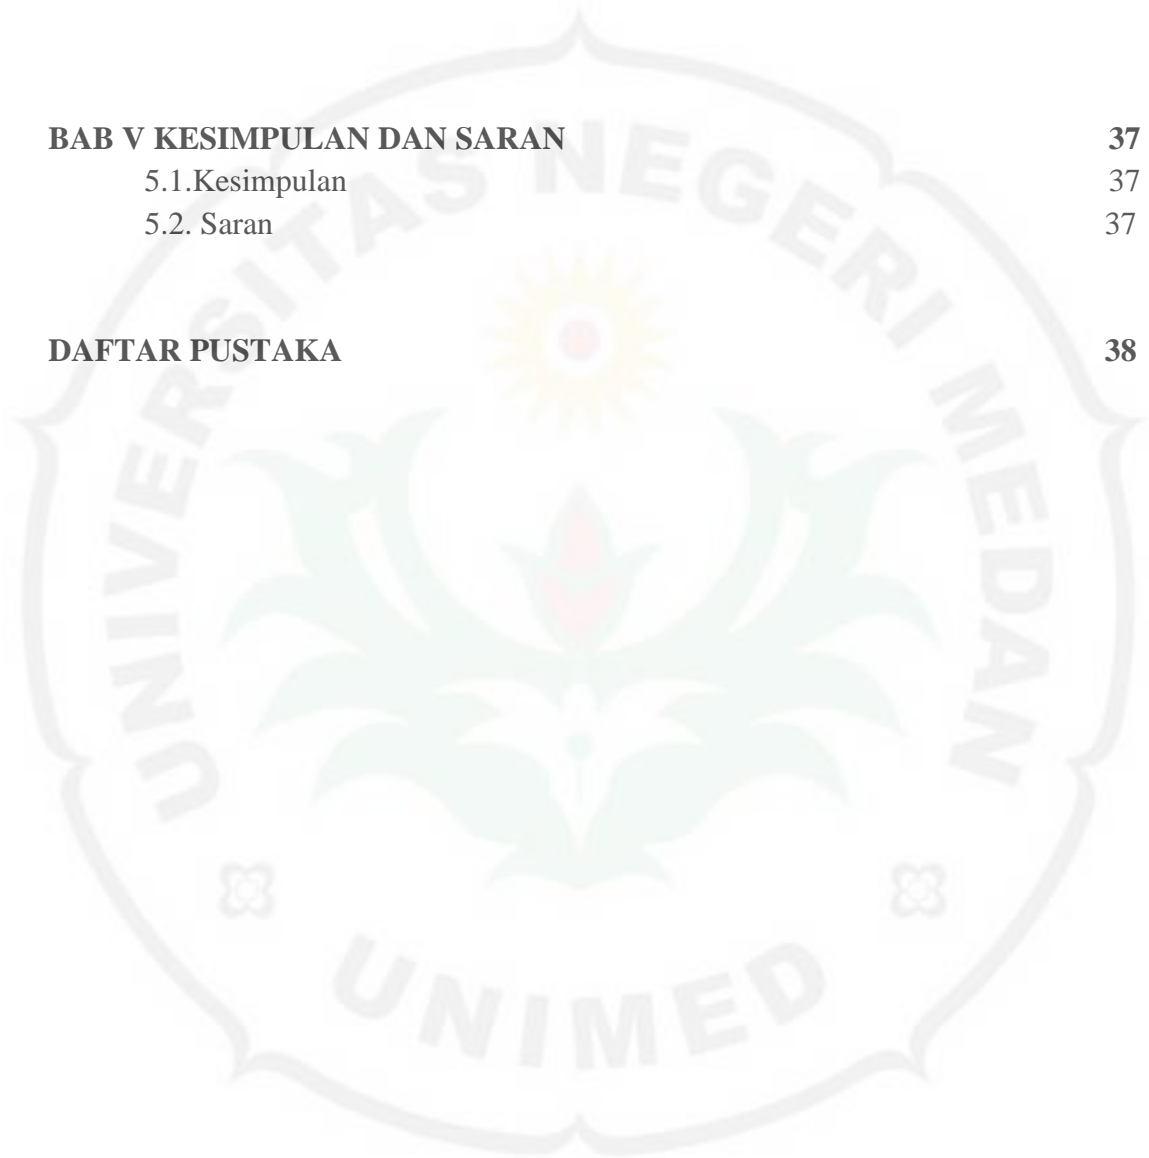 BAB V KESIMPULAN DAN SARAN 37
5.1.Kesimpulan 37
5.2. Saran 37
DAFTAR PUSTAKA 38
UNIVERSITAS NEGERI MEDAN
UNIMED